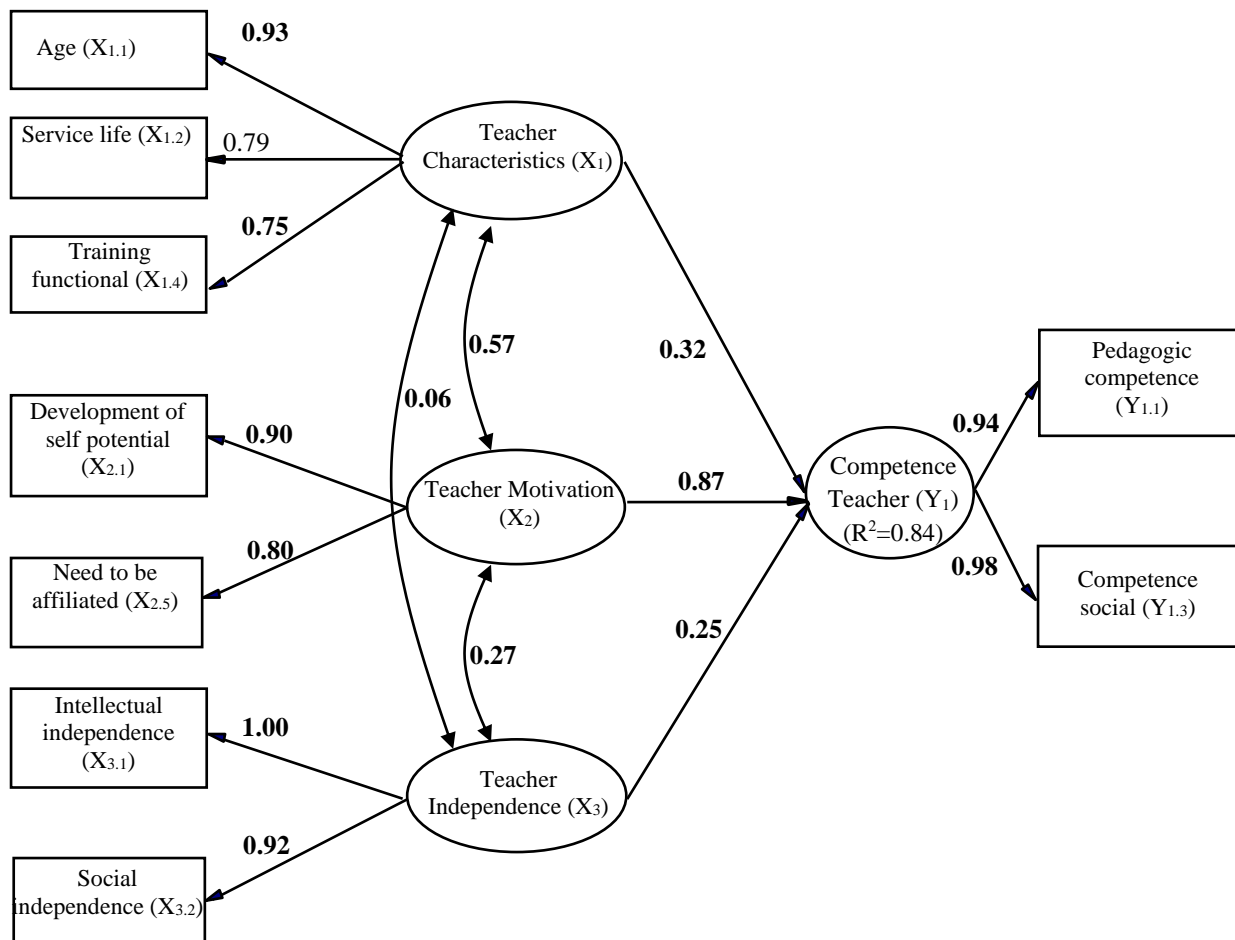 Age (X1.1)
0.93
Service life (X1.2)
0.79
Teacher
Characteristics (X1)
0.75
Training
functional (X1.4)
0.57
0.32
0.06
Pedagogic
competence
(Y1.1)
Development of
self potential
(X2.1)
0.90
0.94
Teacher Motivation
(X2)
0.87
Competence
Teacher (Y1)
(R²=0.84)
0.80
Need to be
affiliated (X2.5)
0.98
Competence
social (Y1.3)
0.27
0.25
Intellectual
independence
(X3.1)
1.00
Teacher
Independence (X3)
0.92
Social
independence (X3.2)